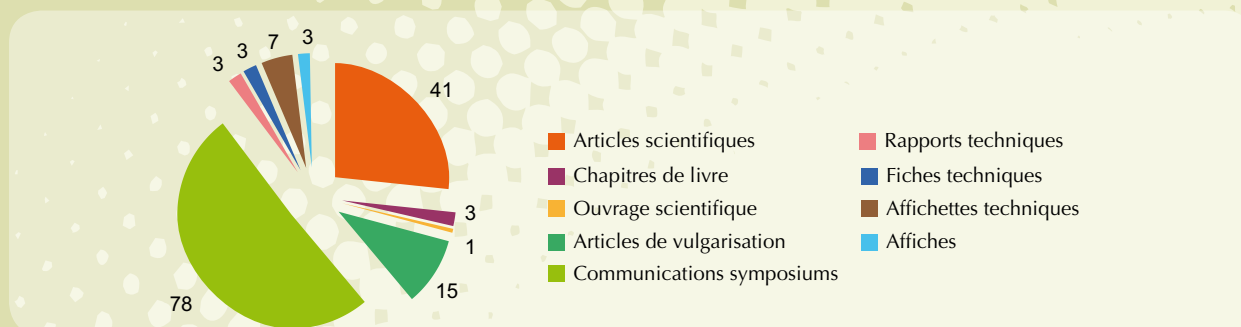 3
3
7
3
41
3
1
15
78
Articles scientifiques
Chapitres de livre
Ouvrage scientifique
Articles de vulgarisation
Communications symposiums
Rapports techniques
Fiches techniques
Affichettes techniques
Affiches